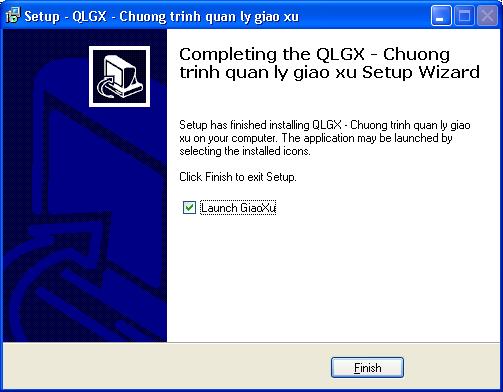 Setup - QLGX - Chuong trinh quan ly giao xu
Completing the QLGX - Chuong
trinh quan ly giao xu Setup Wizard
Setup has finished installing QLGX - Chuong trinh quan ly giao
xu on your computer. The application may be launched by
selecting the installed icons.
Click Finish to exit Setup.
Launch GiaoXu
Finish